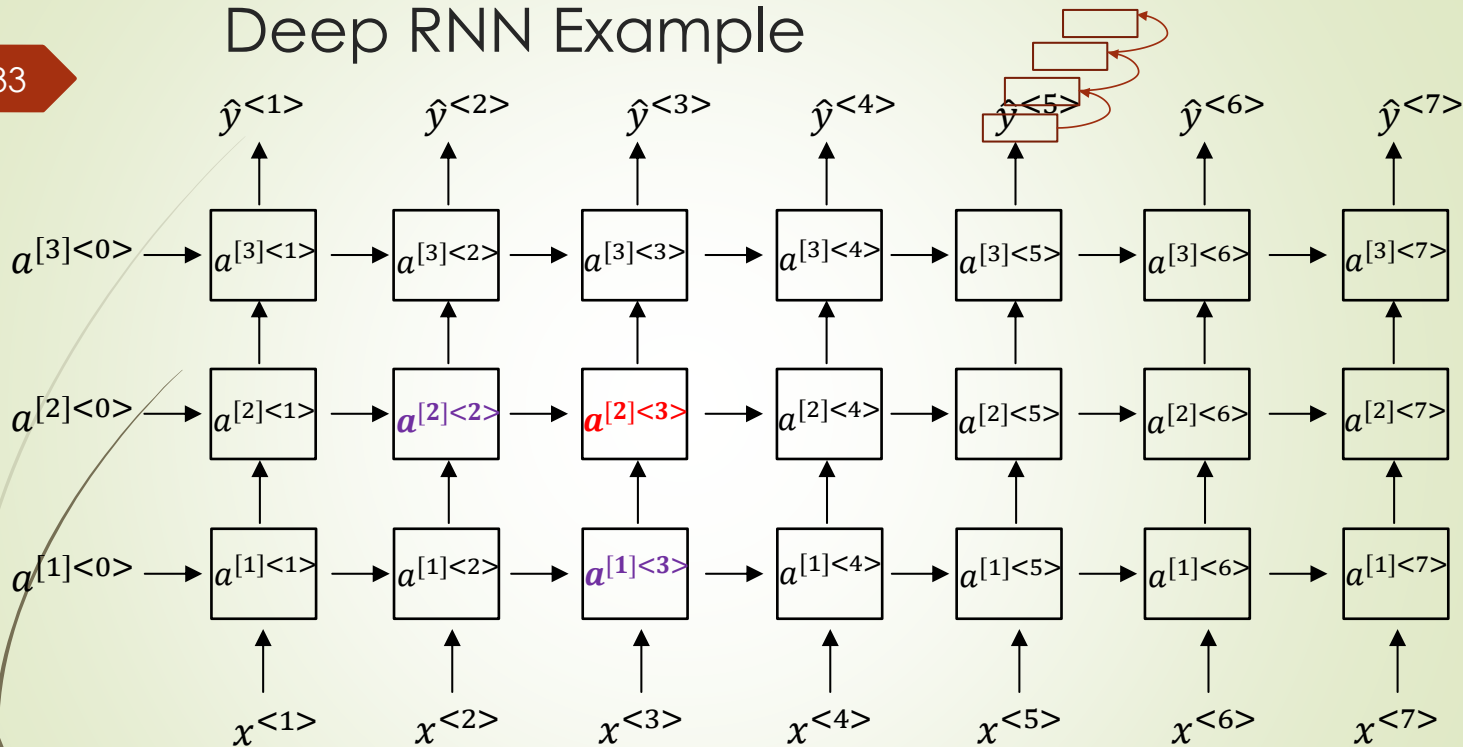 Deep RNN Example
33
ŷ<1> ŷ<2> ŷ<3> ŷ<4> ŷ<5> ŷ<6> ŷ<7>
a[3]<0> a[3]<1> a[3]<2> a[3]<3> a[3]<4> a[3]<5> a[3]<6> a[3]<7>
a[2]<0> a[2]<1> a[2]<2> a[2]<3> a[2]<4> a[2]<5> a[2]<6> a[2]<7>
a[1]<0> a[1]<1> a[1]<2> a[1]<3> a[1]<4> a[1]<5> a[1]<6> a[1]<7>
x<1> x<2> x<3> x<4> x<5> x<6> x<7>